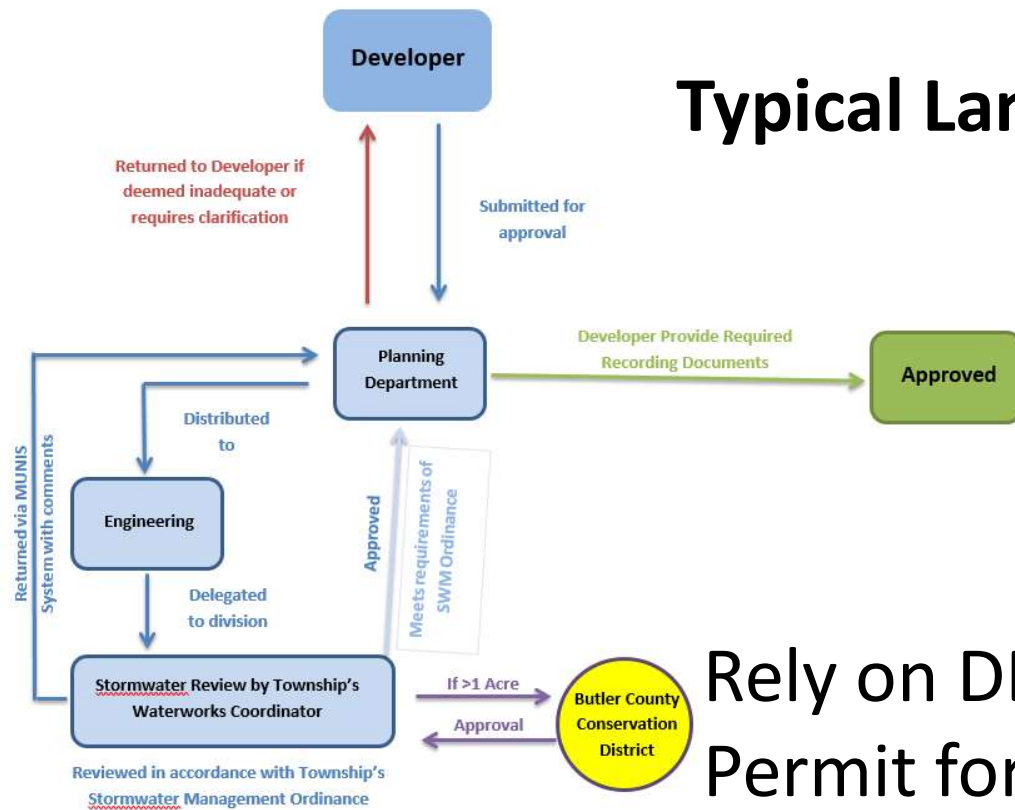 Developer
Typical Lar
Returned to Developer if
deemed inadequate or
requires clarification
Submitted for
approval
Planning
Department
Developer Provide Required
Recording Documents
Approved
Distributed
to
Returned via MUNIS
System with comments
Engineering
Approved
Meets requirements of
SWM Ordinance
Delegated
to division
Stormwater Review by Township's
Waterworks Coordinator
If >1 Acre
Approval
Butler County
Conservation
District
Rely on
Permit for
Reviewed in accordance with Township's
Stormwater Management Ordinance